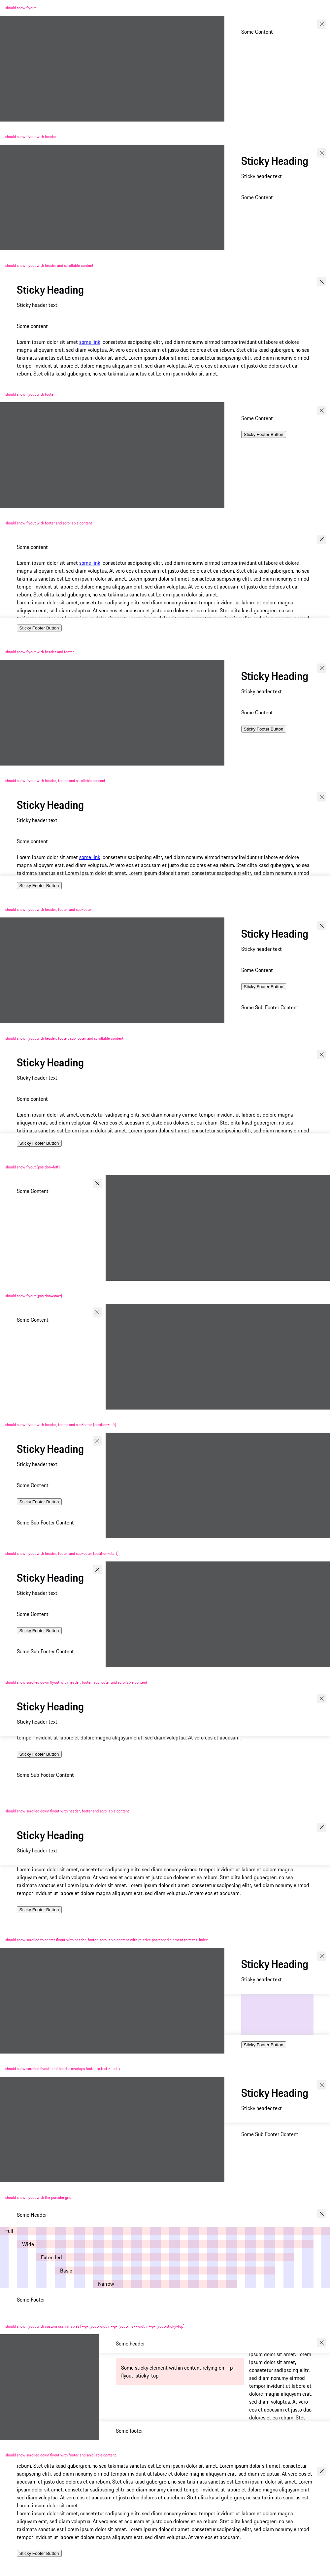 should show flyout
Some Content
should show flyout with header
Sticky Heading
Sticky header text
Some Content
should show flyout with header and scrollable content
Sticky Heading
Sticky header text
Some content
Lorem ipsum dolor sit amet some link, consetetur sadipscing elitr, sed diam nonumy eirmod tempor invidunt ut labore et dolore magna
aliquyam erat, sed diam voluptua. At vero eos et accusam et justo duo dolores et ea rebum. Stet clita kasd gubergren, no sea
takimata sanctus est Lorem ipsum dolor sit amet. Lorem ipsum dolor sit amet, consetetur sadipscing elitr, sed diam nonumy eirmod
tempor invidunt ut labore et dolore magna aliquyam erat, sed diam voluptua. At vero eos et accusam et justo duo dolores et ea
rebum. Stet clita kasd gubergren, no sea takimata sanctus est Lorem ipsum dolor sit amet.
should show flyout with footer
Some Content
Sticky Footer Button
should show flyout with footer and scrollable content
Some content
Lorem ipsum dolor sit amet some link, consetetur sadipscing elitr, sed diam nonumy eirmod tempor invidunt ut labore et dolore magna
aliquyam erat, sed diam voluptua. At vero eos et accusam et justo duo dolores et ea rebum. Stet clita kasd gubergren, no sea
takimata sanctus est Lorem ipsum dolor sit amet. Lorem ipsum dolor sit amet, consetetur sadipscing elitr, sed diam nonumy eirmod
tempor invidunt ut labore et dolore magna aliquyam erat, sed diam voluptua. At vero eos et accusam et justo duo dolores et ea
rebum. Stet clita kasd gubergren, no sea takimata sanctus est Lorem ipsum dolor sit amet.
Lorem ipsum dolor sit amet, consetetur sadipscing elitr, sed diam nonumy eirmod tempor invidunt ut labore et dolore magna
aliquyam erat, sed diam voluptua. At vero eos et accusam et justo duo dolores et ea rebum. Stet clita kasd gubergren, no sea
takimata sanctus est Lorem ipsum dolor sit amet. Lorem ipsum dolor sit amet, consetetur sadipscing elitr, sed diam nonumy eirmod
Sticky Footer Button
should show flyout with header and footer
Sticky Heading
Sticky header text
Some Content
Sticky Footer Button
should show flyout with header, footer and scrollable content
Sticky Heading
Sticky header text
Some content
Lorem ipsum dolor sit amet some link, consetetur sadipscing elitr, sed diam nonumy eirmod tempor invidunt ut labore et dolore
magna aliquyam erat, sed diam voluptua. At vero eos et accusam et justo duo dolores et ea rebum. Stet clita kasd gubergren, no sea
takimata sanctus est Lorem ipsum dolor sit amet. Lorem ipsum dolor sit amet, consetetur sadipscing elitr, sed diam nonumy eirmod
Sticky Footer Button
should show flyout with header, footer and subfooter
Sticky Heading
Sticky header text
Some Content
Sticky Footer Button
Some Sub Footer Content
should show flyout with header, footer, subfooter and scrollable content
Sticky Heading
Sticky header text
Some content
Lorem ipsum dolor sit amet, consetetur sadipscing elitr, sed diam nonumy eirmod tempor invidunt ut labore et dolore magna
aliquyam erat, sed diam voluptua. At vero eos et accusam et justo duo dolores et ea rebum. Stet clita kasd gubergren, no sea
takimata sanctus est Lorem ipsum dolor sit amet. Lorem ipsum dolor sit amet, consetetur sadipscing elitr, sed diam nonumy eirmod
Sticky Footer Button
should show flyout (position=left)
Some Content
should show flyout (position=start)
Some Content
should show flyout with header, footer and subfooter (position=left)
Sticky Heading
Sticky header text
Some Content
Sticky Footer Button
Some Sub Footer Content
should show flyout with header, footer and subfooter (position=start)
Sticky Heading
Sticky header text
Some Content
Sticky Footer Button
Some Sub Footer Content
should show scrolled down flyout with header, footer, subfooter and scrollable content
Sticky Heading
Sticky header text
tempor invidunt ut labore et dolore magna aliquyam erat, sed diam voluptua. At vero eos et accusam.
Sticky Footer Button
Some Sub Footer Content
should show scrolled down flyout with header, footer and scrollable content
Sticky Heading
Sticky header text
Lorem ipsum dolor sit amet, consetetur sadipscing elitr, sed diam nonumy eirmod tempor invidunt ut labore et dolore magna
aliquyam erat, sed diam voluptua. At vero eos et accusam et justo duo dolores et ea rebum. Stet clita kasd gubergren, no sea
takimata sanctus est Lorem ipsum dolor sit amet. Lorem ipsum dolor sit amet, consetetur sadipscing elitr, sed diam nonumy eirmod
tempor invidunt ut labore et dolore magna aliquyam erat, sed diam voluptua. At vero eos et accusam.
Sticky Footer Button
should show scrolled to center flyout with header, footer, scrollable content with relative positioned element to test z-index
Sticky Heading
Sticky header text
Sticky Footer Button
should show scrolled flyout until header overlaps footer to test z-index
Sticky Heading
Sticky header text
Some Sub Footer Content
should show flyout with the porsche grid
Some Header
Full
Wide
Extended
Basic
Narrow
Some Footer
should show flyout with custom css variables (--p-flyout-width, --p-flyout-max-width, --p-flyout-sticky-top)
Some header
Some sticky element within content relying on --p-
flyout-sticky-top
ipsum dolor sit amet.
Lorem ipsum dolor sit
amet, consetetur
sadipscing elitr, sed
diam nonumy eirmod
tempor invidunt ut
labore et dolore magna
aliquyam erat, sed diam
voluptua. At vero eos et
accusam et justo duo
dolores et ea rebum. Stet
Some footer
should show scrolled down flyout with footer and scrollable content
rebum. Stet clita kasd gubergren, no sea takimata sanctus est Lorem ipsum dolor sit amet. Lorem ipsum dolor sit amet, consetetur
sadipscing elitr, sed diam nonumy eirmod tempor invidunt ut labore et dolore magna aliquyam erat, sed diam voluptua. At vero eos et
accusam et justo duo dolores et ea rebum. Stet clita kasd gubergren, no sea takimata sanctus est Lorem ipsum dolor sit amet. Lorem
ipsum dolor sit amet, consetetur sadipscing elitr, sed diam nonumy eirmod tempor invidunt ut labore et dolore magna aliquyam
erat, sed diam voluptua. At vero eos et accusam et justo duo dolores et ea rebum. Stet clita kasd gubergren, no sea takimata sanctus
est Lorem ipsum dolor sit amet.
Lorem ipsum dolor sit amet, consetetur sadipscing elitr, sed diam nonumy eirmod tempor invidunt ut labore et dolore magna
aliquyam erat, sed diam voluptua. At vero eos et accusam et justo duo dolores et ea rebum. Stet clita kasd gubergren, no sea
takimata sanctus est Lorem ipsum dolor sit amet. Lorem ipsum dolor sit amet, consetetur sadipscing elitr, sed diam nonumy eirmod
tempor invidunt ut labore et dolore magna aliquyam erat, sed diam voluptua. At vero eos et accusam.
Sticky Footer Button